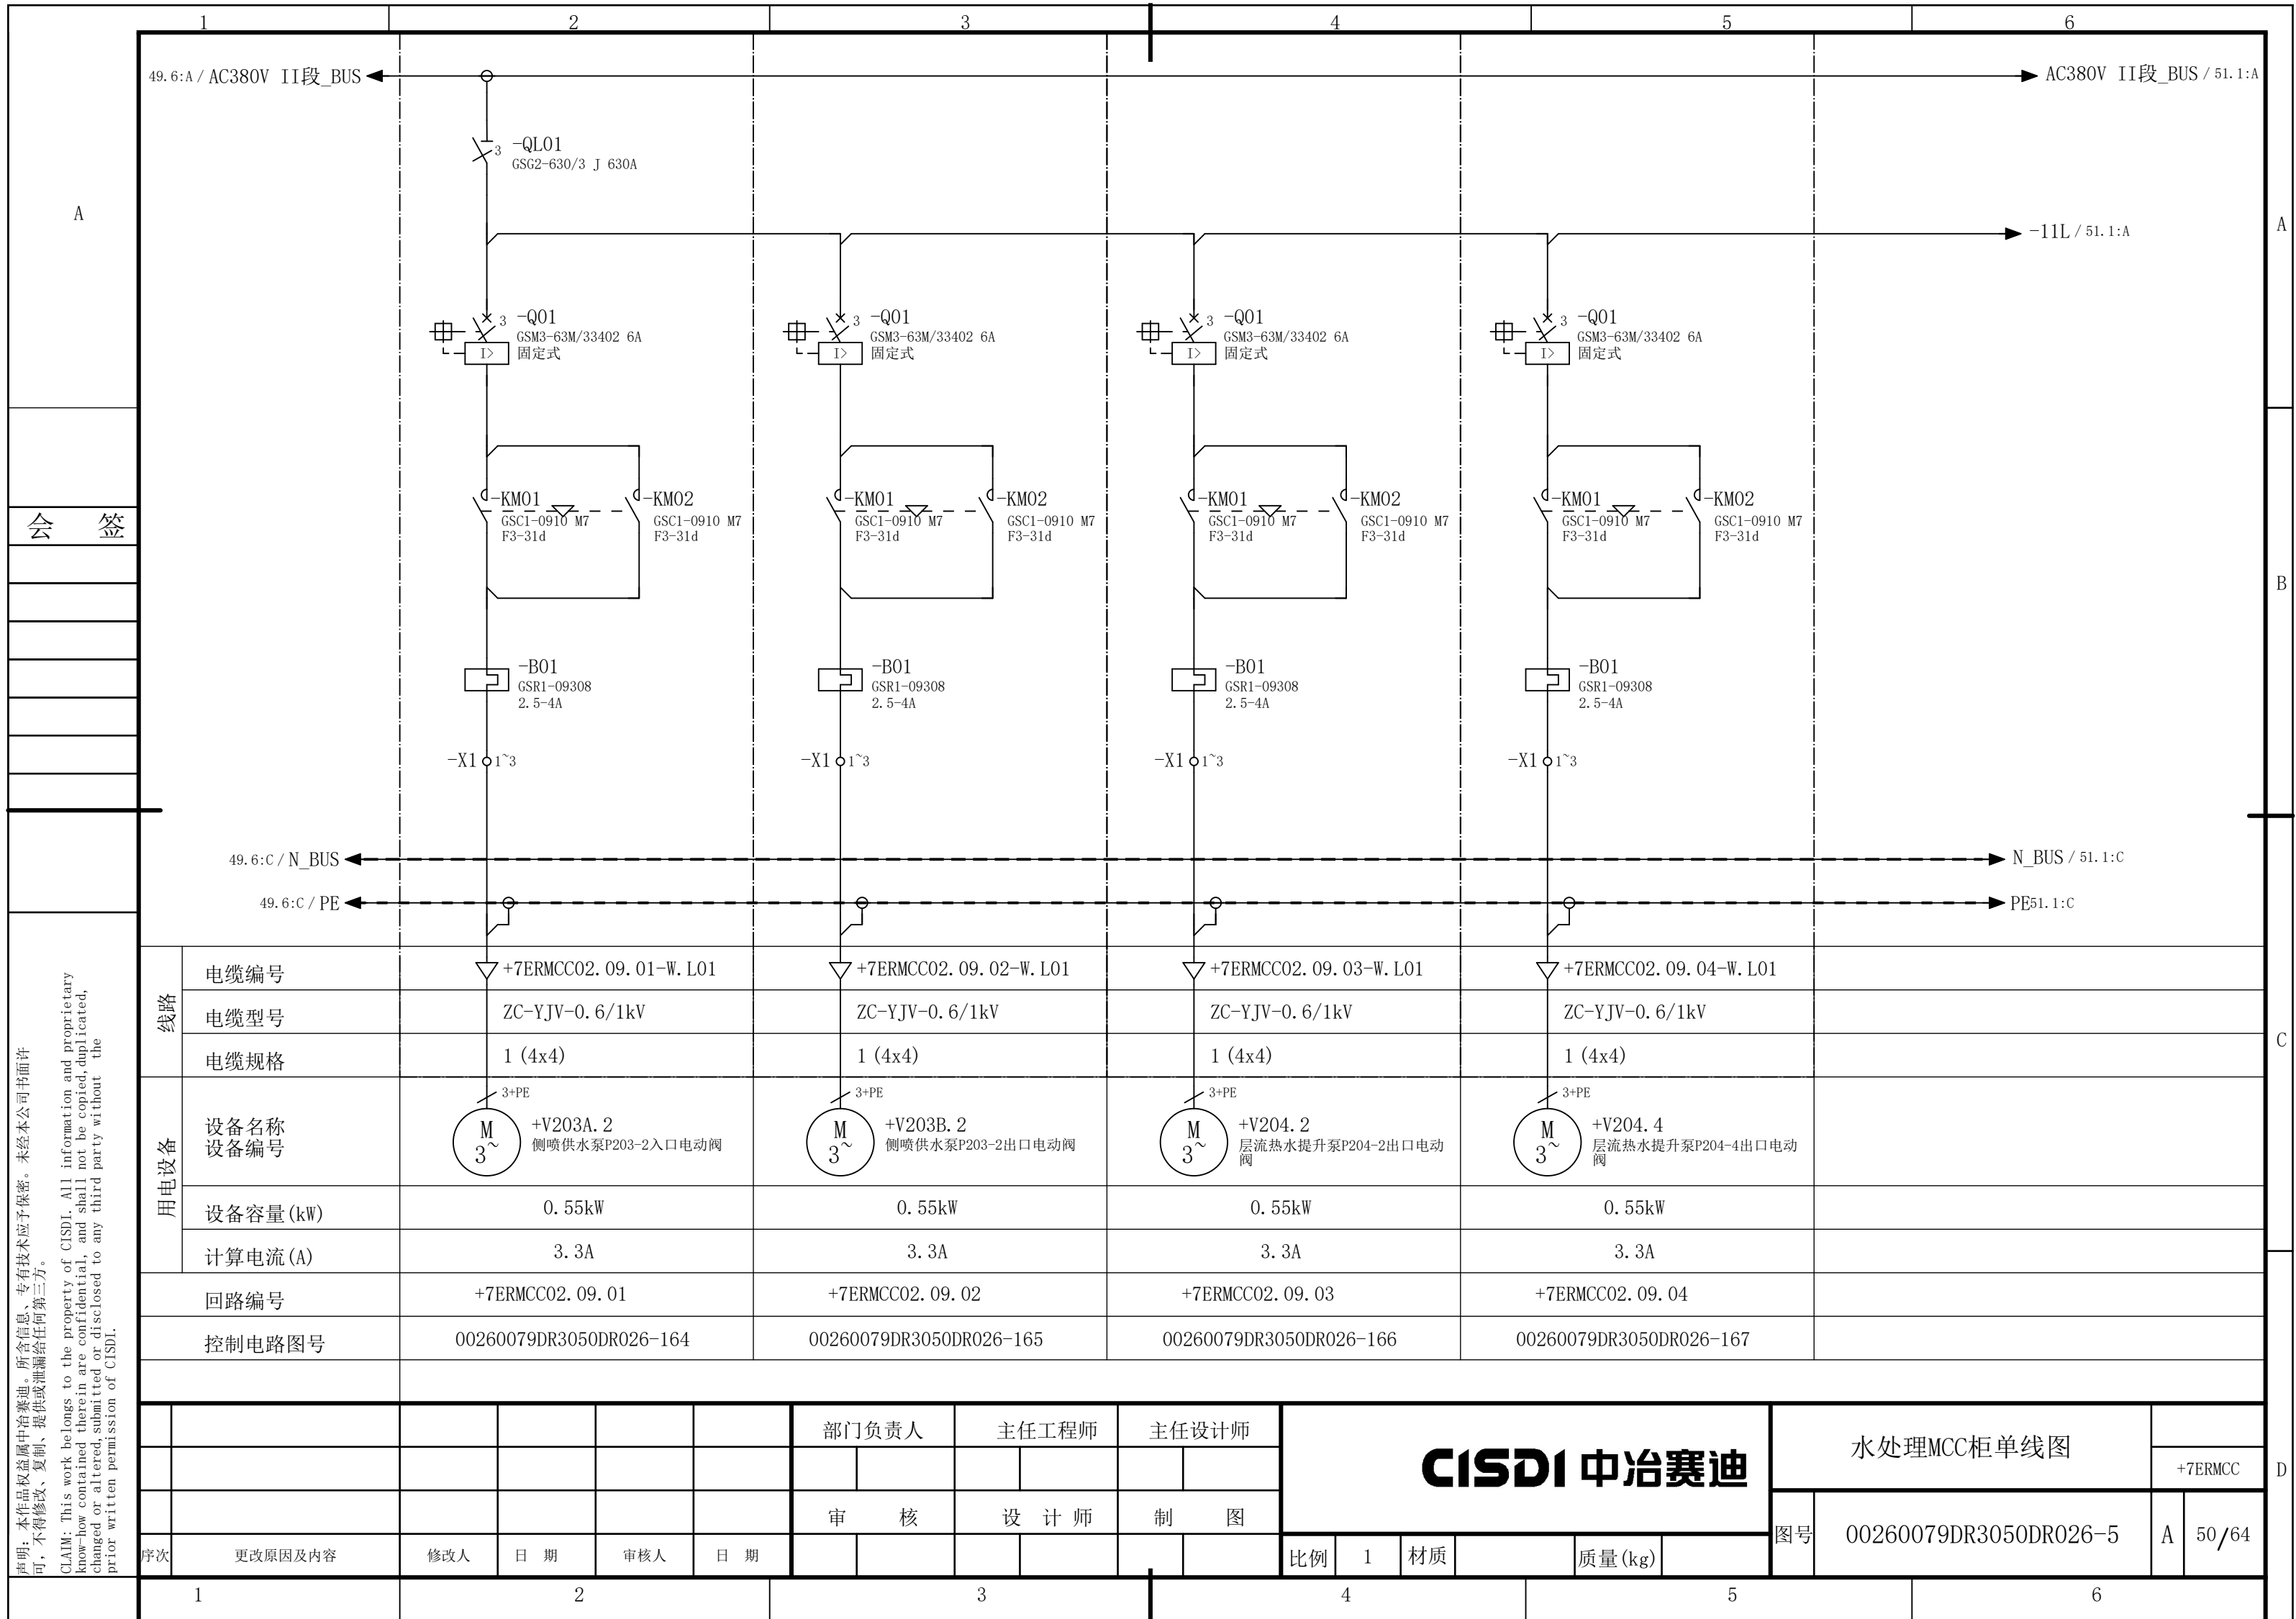 1 2 3 4 5 6
49.6:A / AC380V II段_BUS
AC380V II段_BUS / 51.1:A
3 -QL01
GSG2-630/3 J 630A
A
A
-11L / 51.1:A
3 -Q01
GSM3-63M/33402 6A
固定式
I>
3 -Q01
GSM3-63M/33402 6A
固定式
I>
3 -Q01
GSM3-63M/33402 6A
固定式
I>
3 -Q01
GSM3-63M/33402 6A
固定式
I>
-KM01
GSC1-0910 M7
F3-31d
-KM02
GSC1-0910 M7
F3-31d
-KM01
GSC1-0910 M7
F3-31d
-KM02
GSC1-0910 M7
F3-31d
-KM01
GSC1-0910 M7
F3-31d
-KM02
GSC1-0910 M7
F3-31d
-KM01
GSC1-0910 M7
F3-31d
-KM02
GSC1-0910 M7
F3-31d
会 签
B
-B01
GSR1-09308
2.5-4A
-B01
GSR1-09308
2.5-4A
-B01
GSR1-09308
2.5-4A
-B01
GSR1-09308
2.5-4A
-X1 1~3
-X1 1~3
-X1 1~3
-X1 1~3
49.6:C / N_BUS
N_BUS / 51.1:C
49.6:C / PE
PE51.1:C
线路
电缆编号 +7ERMCC02.09.01-W.L01 +7ERMCC02.09.02-W.L01 +7ERMCC02.09.03-W.L01 +7ERMCC02.09.04-W.L01
电缆型号 ZC-YJV-0.6/1kV ZC-YJV-0.6/1kV ZC-YJV-0.6/1kV ZC-YJV-0.6/1kV
电缆规格 1 (4x4) 1 (4x4) 1 (4x4) 1 (4x4)
C
用电设备
设备名称
设备编号
3+PE
M
3~
+V203A.2
侧喷供水泵P203-2入口电动阀
3+PE
M
3~
+V203B.2
侧喷供水泵P203-2出口电动阀
3+PE
M
3~
+V204.2
层流热水提升泵P204-2出口电动
阀
3+PE
M
3~
+V204.4
层流热水提升泵P204-4出口电动
阀
设备容量(kW) 0.55kW 0.55kW 0.55kW 0.55kW
计算电流(A) 3.3A 3.3A 3.3A 3.3A
回路编号 +7ERMCC02.09.01 +7ERMCC02.09.02 +7ERMCC02.09.03 +7ERMCC02.09.04
控制电路图号 00260079DR3050DR026-164 00260079DR3050DR026-165 00260079DR3050DR026-166 00260079DR3050DR026-167
声明：本作品权益属中冶赛迪。所含信息、专有技术应予保密。未经本公司书面许
可，不得修改、复制、提供或泄漏给任何第三方。
CLAIM: This work belongs to the property of CISDI. All information and proprietary
know-how contained therein are confidential, and shall not be copied,duplicated,
changed or altered,submitted or disclosed to any third party without the
prior written permission of CISDI.
部门负责人 主任工程师 主任设计师
审 核 设 计 师 制 图
序次 更改原因及内容 修改人 日 期 审核人 日 期
CISDI 中冶赛迪
比例 1 材质 质量(kg)
水处理MCC柜单线图
+7ERMCC
图号 00260079DR3050DR026-5 A 50/64
D
1 2 3 4 5 6